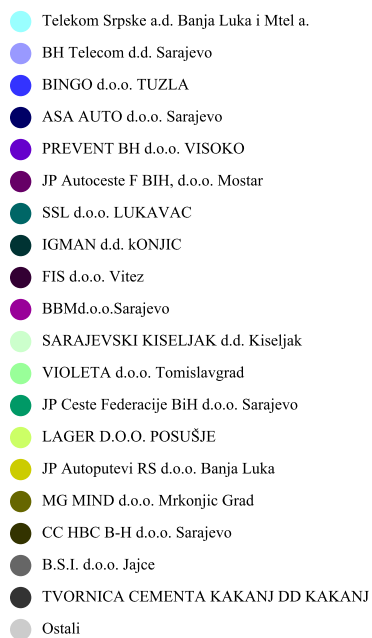 Telekom Srpske a.d. Banja Luka i Mtel a.
BH Telecom d.d. Sarajevo
BINGO d.o.o. TUZLA
ASA AUTO d.o.o. Sarajevo
PREVENT BH d.o.o. VISOKO
JP Autoceste F BIH, d.o.o. Mostar
SSL d.o.o. LUKAVAC
IGMAN d.d. kONJIC
FIS d.o.o. Vitez
BBMd.o.o.Sarajevo
SARAJEVSKI KISELJAK d.d. Kiseljak
VIOLETA d.o.o. Tomislavgrad
JP Ceste Federacije BiH d.o.o. Sarajevo
LAGER D.O.O. POSUŠJE
JP Autoputevi RS d.o.o. Banja Luka
MG MIND d.o.o. Mrkonjic Grad
CC HBC B-H d.o.o. Sarajevo
B.S.I. d.o.o. Jajce
TVORNICA CEMENTA KAKANJ DD KAKANJ
Ostali